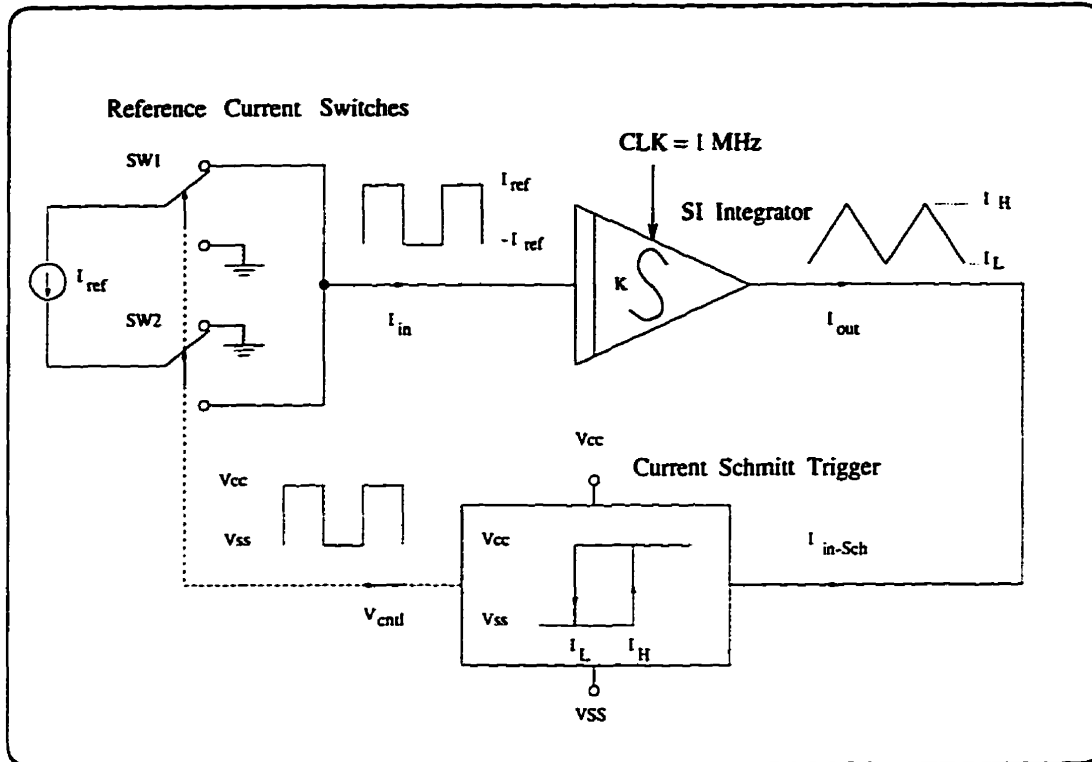 Reference Current Switches
CLK = 1 MHz
SW1
I ref
- I ref
SI Integrator
I H
I L
K
I ref
SW2
I in
I out
Vcc
Current Schmitt Trigger
Vcc
Vss
Vcc
Vss
I in-Sch
V cntl
I L
I H
VSS